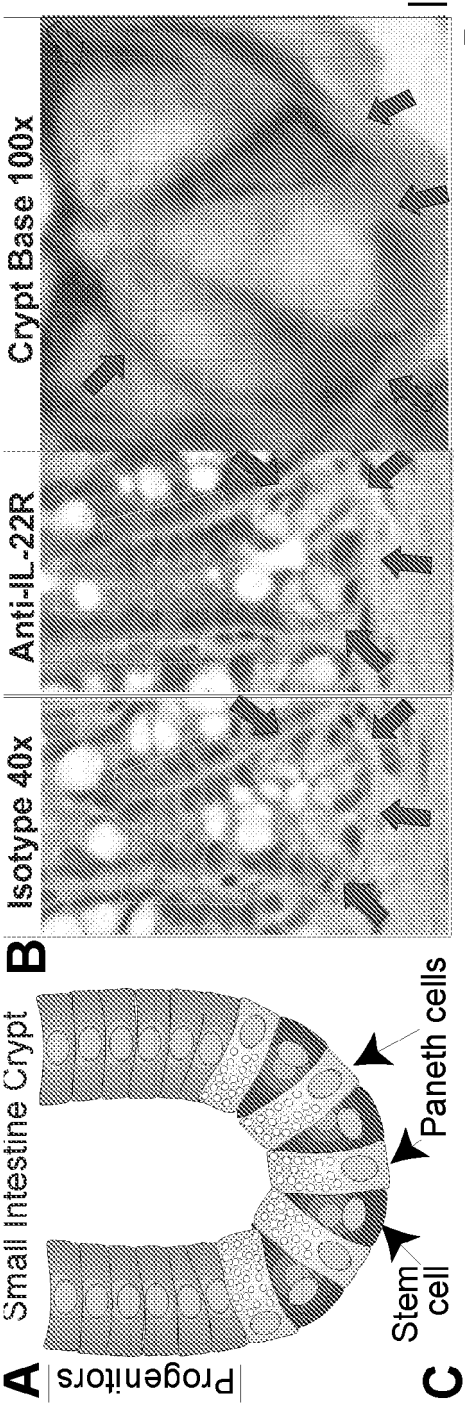 A
Small Intestine Crypt
Progenitors
Stem
cell
Paneth cells
B
Isotype 40x
Anti-IL-22R
Crypt Base 100x
C